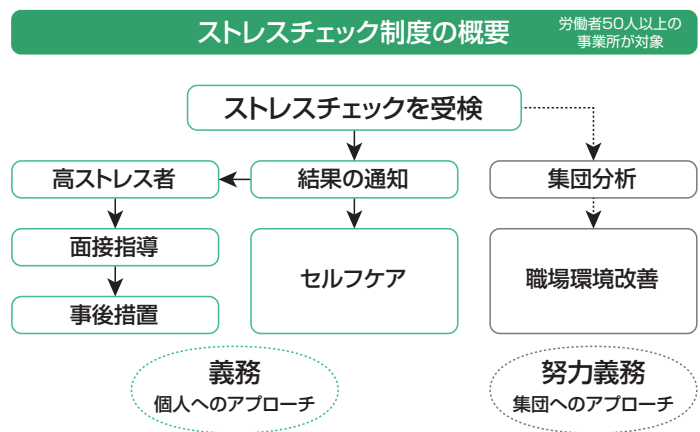 ストレスチェック制度の概要
労働者50人以上の
事業所が対象
ストレスチェックを受検
高ストレス者
結果の通知
集団分析
面接指導
セルフケア
職場環境改善
事後措置
義務
個人へのアプローチ
努力義務
集団へのアプローチ